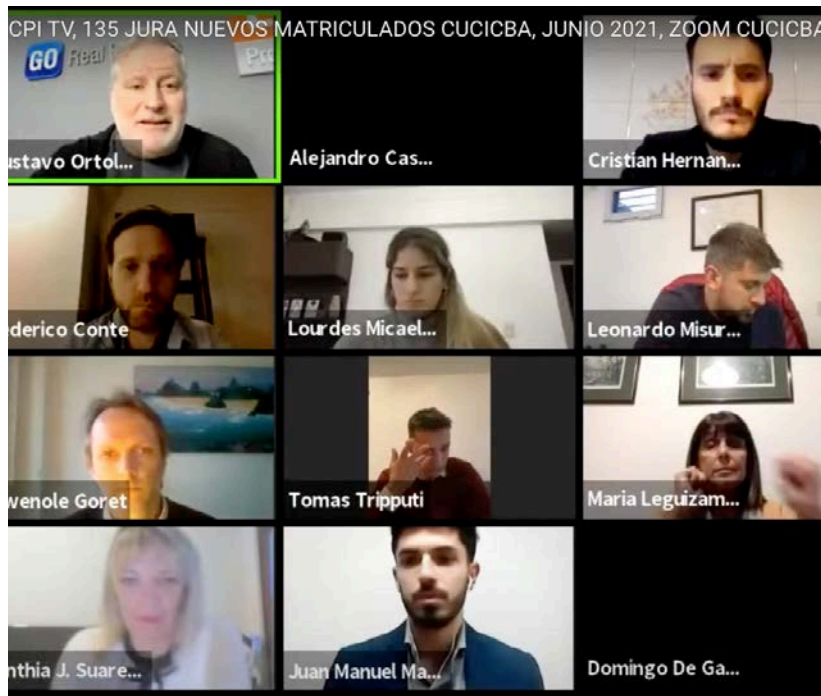 CPI TV, 135 JURA NUEVOS MATRICULADOS CUCICBA, JUNIO 2021, ZOOM CUCICBA
GO Real
Pro
ustavo Ortol...
Alejandro Cas...
Cristian Hernan...
ederico Conte
Lourdes Micael...
Leonardo Misur...
wenole Goret
Tomas Tripputi
Maria Leguizam...
nthia J. Suare...
Juan Manuel Ma...
Domingo De Ga...